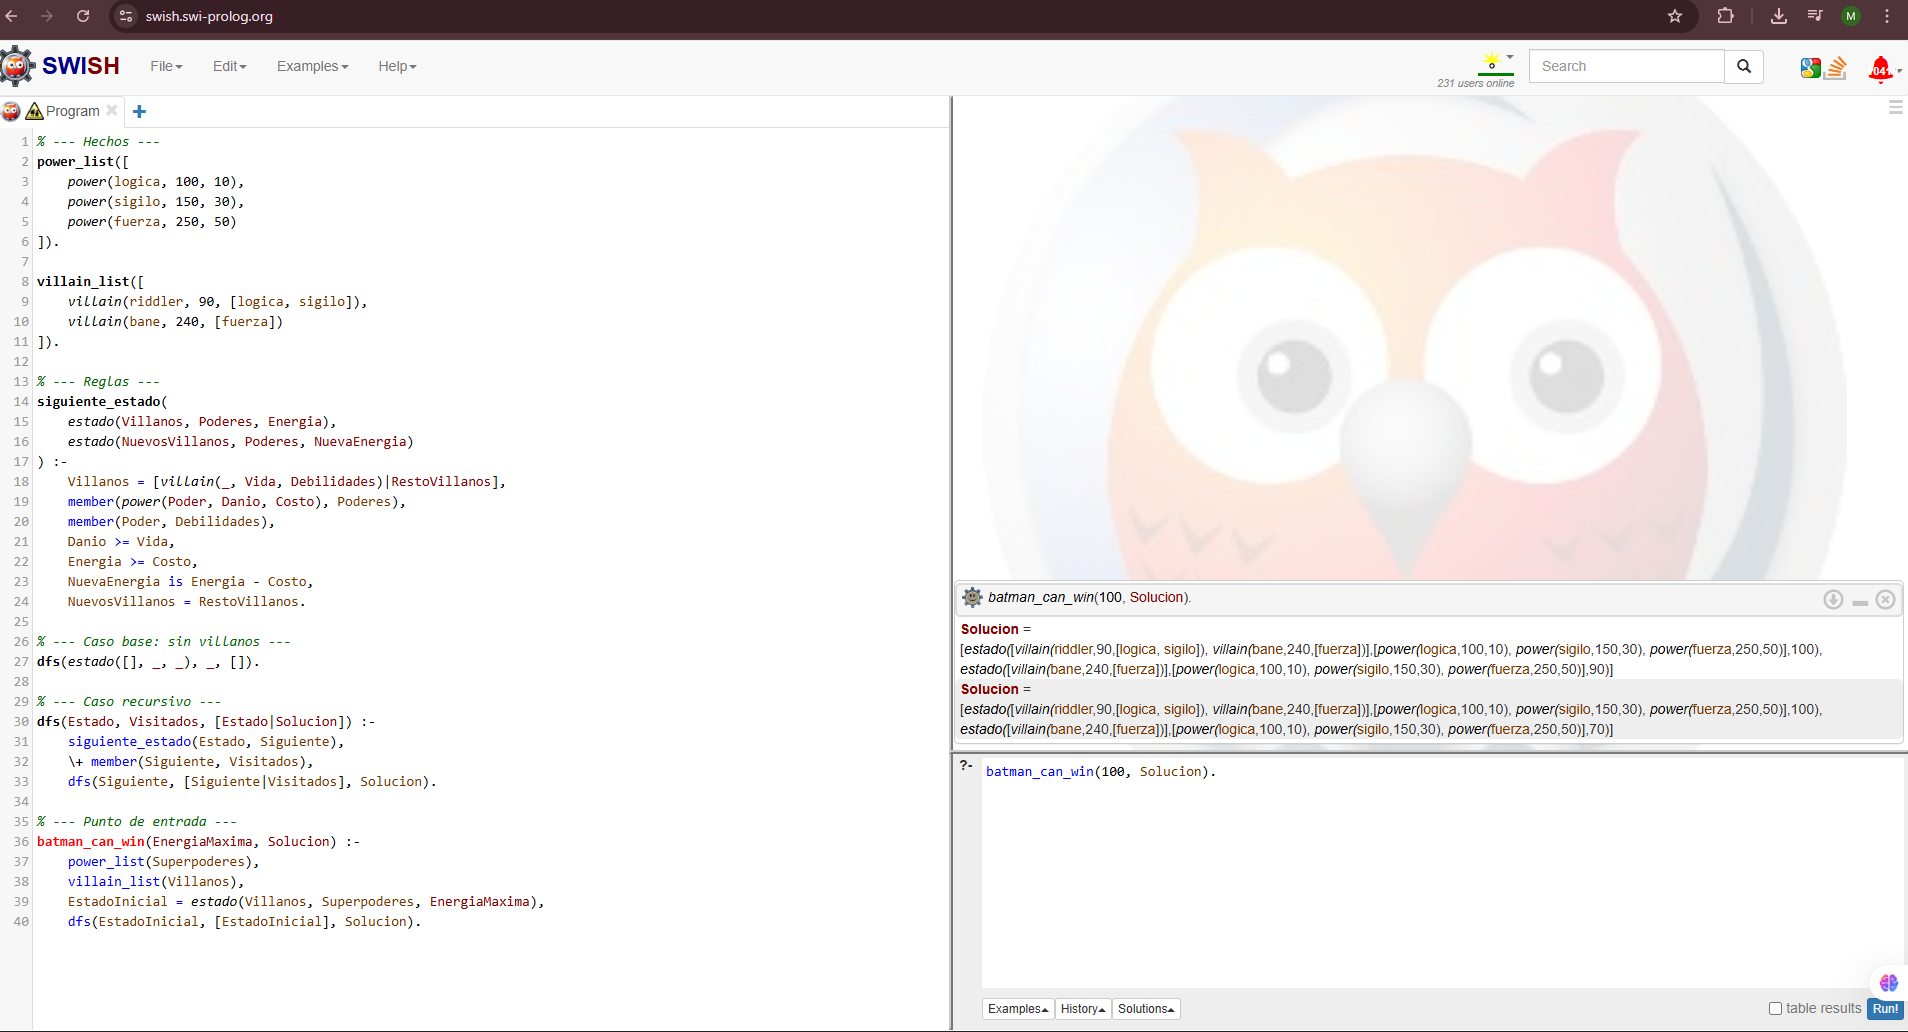 swish.swi-prolog.org
M
SWISH File Edit Examples Help
231 users online
Search
Program
1 % --- Hechos ---
2 power_list([
3 power(logica, 100, 10),
4 power(sigilo, 150, 30),
5 power(fuerza, 250, 50)
6 ]).
7
8 villain_list([
9 villain(riddler, 90, [logica, sigilo]),
10 villain(bane, 240, [fuerza])
11 ]).
12
13 % --- Reglas ---
14 siguiente_estado(
15 estado(Villanos, Poderes, Energia),
16 estado(NuevosVillanos, Poderes, NuevaEnergia)
17 ) :-
18 Villanos = [villain(_, Vida, Debilidades)|RestoVillanos],
19 member(power(Poder, Danio, Costo), Poderes),
20 member(Poder, Debilidades),
21 Danio >= Vida,
22 Energia >= Costo,
23 NuevaEnergia is Energia - Costo,
24 NuevosVillanos = RestoVillanos.
25
26 % --- Caso base: sin villanos ---
27 dfs(estado([], _, _), _, []).
28
29 % --- Caso recursivo ---
30 dfs(Estado, Visitados, [Estado|Solucion]) :-
31 siguiente_estado(Estado, Siguiente),
32 \+ member(Siguiente, Visitados),
33 dfs(Siguiente, [Siguiente|Visitados], Solucion).
34
35 % --- Punto de entrada ---
36 batman_can_win(EnergiaMaxima, Solucion) :-
37 power_list(Superpoderes),
38 villain_list(Villanos),
39 EstadoInicial = estado(Villanos, Superpoderes, EnergiaMaxima),
40 dfs(EstadoInicial, [EstadoInicial], Solucion).
batman_can_win(100, Solucion).
Solucion =
[estado([villain(riddler,90,[logica, sigilo]), villain(bane,240,[fuerza])],[power(logica,100,10), power(sigilo,150,30), power(fuerza,250,50)],100),
estado([villain(bane,240,[fuerza])],[power(logica,100,10), power(sigilo,150,30), power(fuerza,250,50)],90)]
Solucion =
[estado([villain(riddler,90,[logica, sigilo]), villain(bane,240,[fuerza])],[power(logica,100,10), power(sigilo,150,30), power(fuerza,250,50)],100),
estado([villain(bane,240,[fuerza])],[power(logica,100,10), power(sigilo,150,30), power(fuerza,250,50)],70)]
?- batman_can_win(100, Solucion).
Examples History Solutions table results Run!